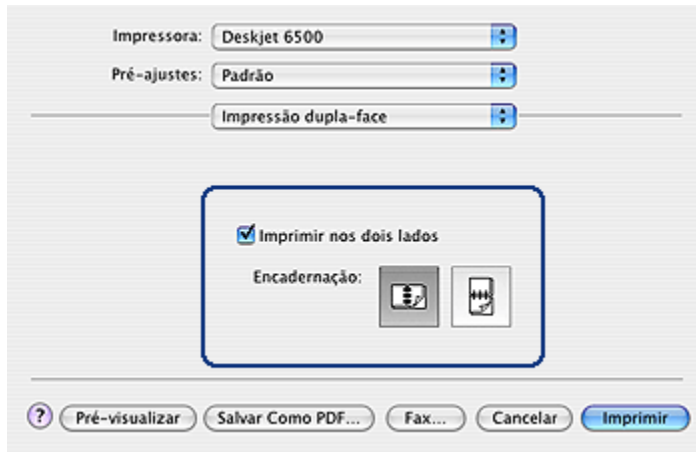 Impressora: Deskjet 6500
Pré-ajustes: Padrão
Impressão dupla-face
Imprimir nos dois lados
Encadernação:
? Pré-visualizar Salvar Como PDF... Fax... Cancelar Imprimir